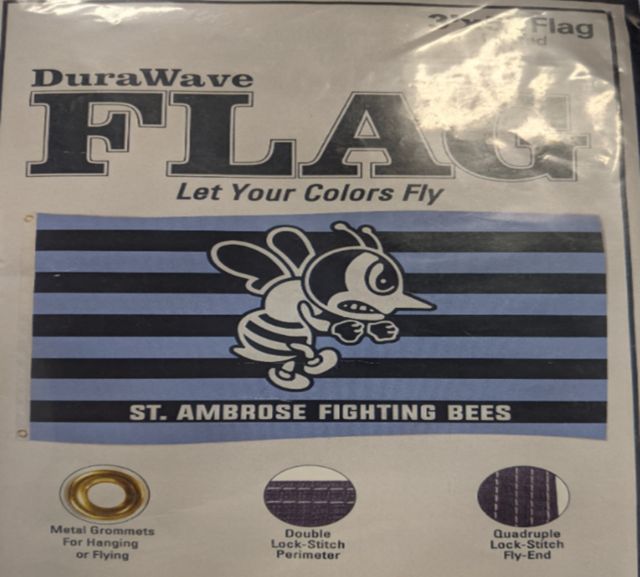 Flag
DuraWave
FLAG
Let Your Colors Fly
ST. AMBROSE FIGHTING BEES
Metal Grommets
For Hanging
or Flying
Double
Lock-Stitch
Perimeter
Quadruple
Lock-Stitch
Fly-End